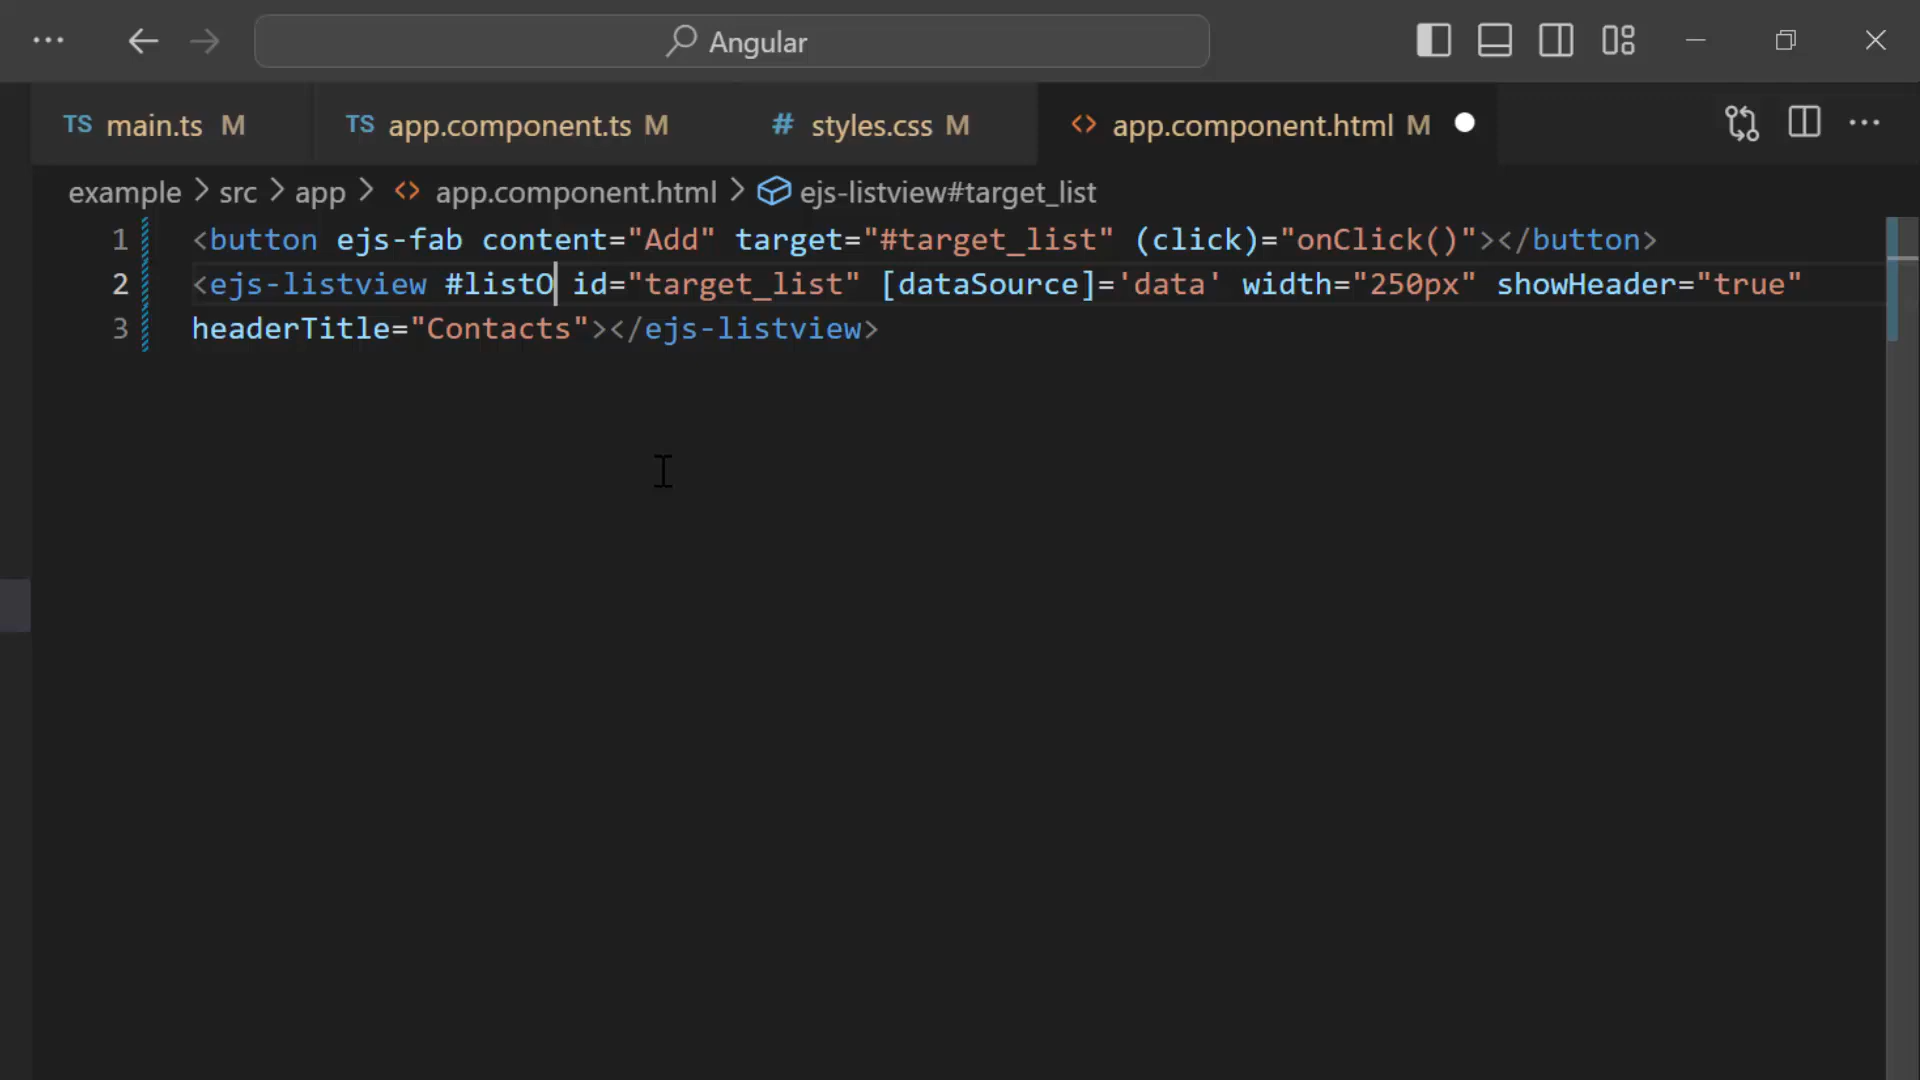 Angular
TS main.ts M TS app.component.ts M # styles.css M <> app.component.html M
example > src > app > <> app.component.html > ejs-listview#target_list
1 <button ejs-fab content="Add" target="#target_list" (click)="onClick()"></button>
2 <ejs-listview #listO id="target_list" [dataSource]='data' width="250px" showHeader="true"
3 headerTitle="Contacts"></ejs-listview>